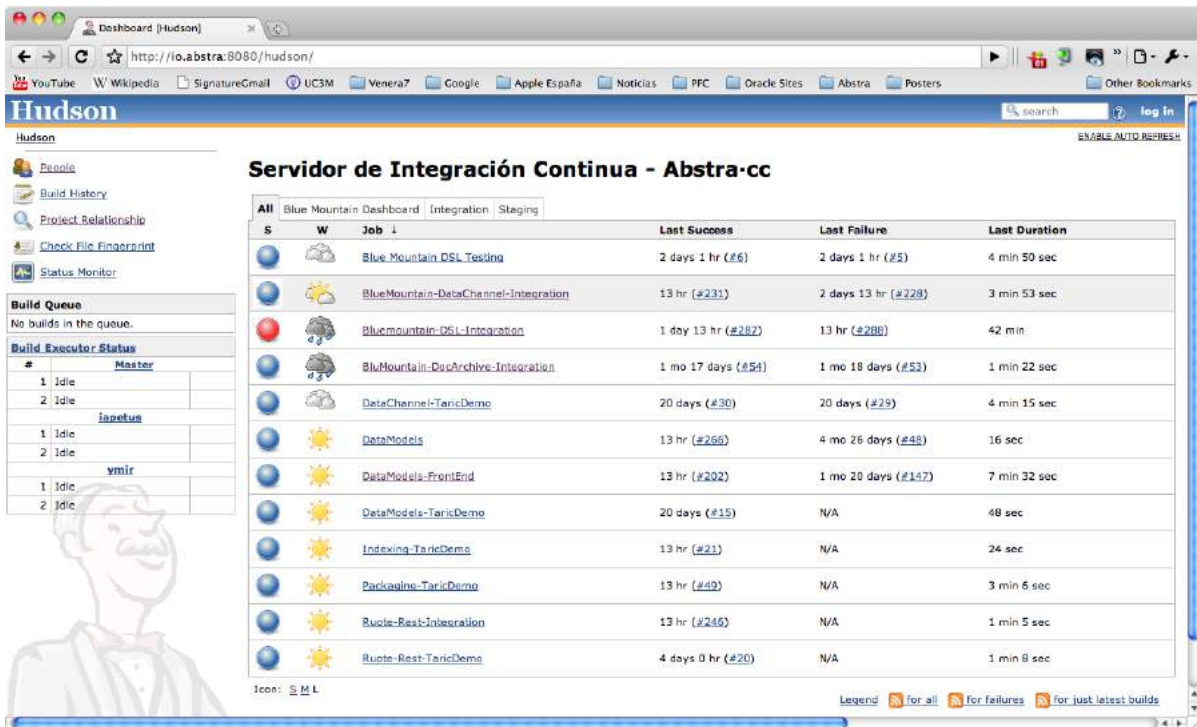 Dashboard [Hudson]
http://io.abstra:8080/hudson/
YouTube Wikipedia SignatureGmail UC3M Venera7 Google Apple España Noticias PFC Oracle Sites Abstra Posters Other Bookmarks
Hudson search log in
Hudson ENABLE AUTO REFRESH
People
Build History
Project Relationship
Check File Fingerprint
Status Monitor
Build Queue
No builds in the queue.
Build Executor Status
# Master
1 Idle
2 Idle
iapetus
1 Idle
2 Idle
ymir
1 Idle
2 Idle
Servidor de Integración Continua - Abstra·cc
All Blue Mountain Dashboard Integration Staging
S W Job ↓ Last Success Last Failure Last Duration
Blue Mountain DSL Testing 2 days 1 hr (#6) 2 days 1 hr (#5) 4 min 50 sec
BlueMountain-DataChannel-Integration 13 hr (#231) 2 days 13 hr (#228) 3 min 53 sec
Bluemountain-DSL-Integration 1 day 13 hr (#287) 13 hr (#288) 42 min
BluMountain-DocArchive-Integration 1 mo 17 days (#54) 1 mo 18 days (#53) 1 min 22 sec
DataChannel-TaricDemo 20 days (#30) 20 days (#29) 4 min 15 sec
DataModels 13 hr (#266) 4 mo 26 days (#48) 16 sec
DataModels-FrontEnd 13 hr (#202) 1 mo 20 days (#147) 7 min 32 sec
DataModels-TaricDemo 20 days (#15) N/A 48 sec
Indexing-TaricDemo 13 hr (#21) N/A 24 sec
Packaging-TaricDemo 13 hr (#49) N/A 3 min 6 sec
Ruote-Rest-Integration 13 hr (#246) N/A 1 min 5 sec
Ruote-Rest-TaricDemo 4 days 0 hr (#20) N/A 1 min 8 sec
Icon: S M L
Legend for all for failures for just latest builds